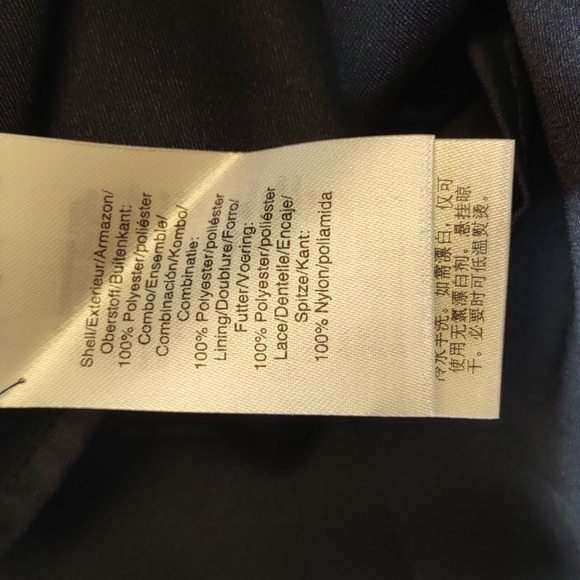 Shell/Extérieur/Armazon/
Oberstoff/Buitenkant:
100% Polyester/poliéster
Combo/Ensemble/
Combinación/Kombo/
Combinatie:
100% Polyester/poliéster
Lining/Doublure/Forro/
Futter/Voering:
100% Polyester/poliéster
Lace/Dentelle/Encaje/
Spitze/Kant:
100% Nylon/poliamida
冷水手洗。如需漂白，仅可
使用无氯漂白剂。悬挂晾
干。必要时可低温熨烫。